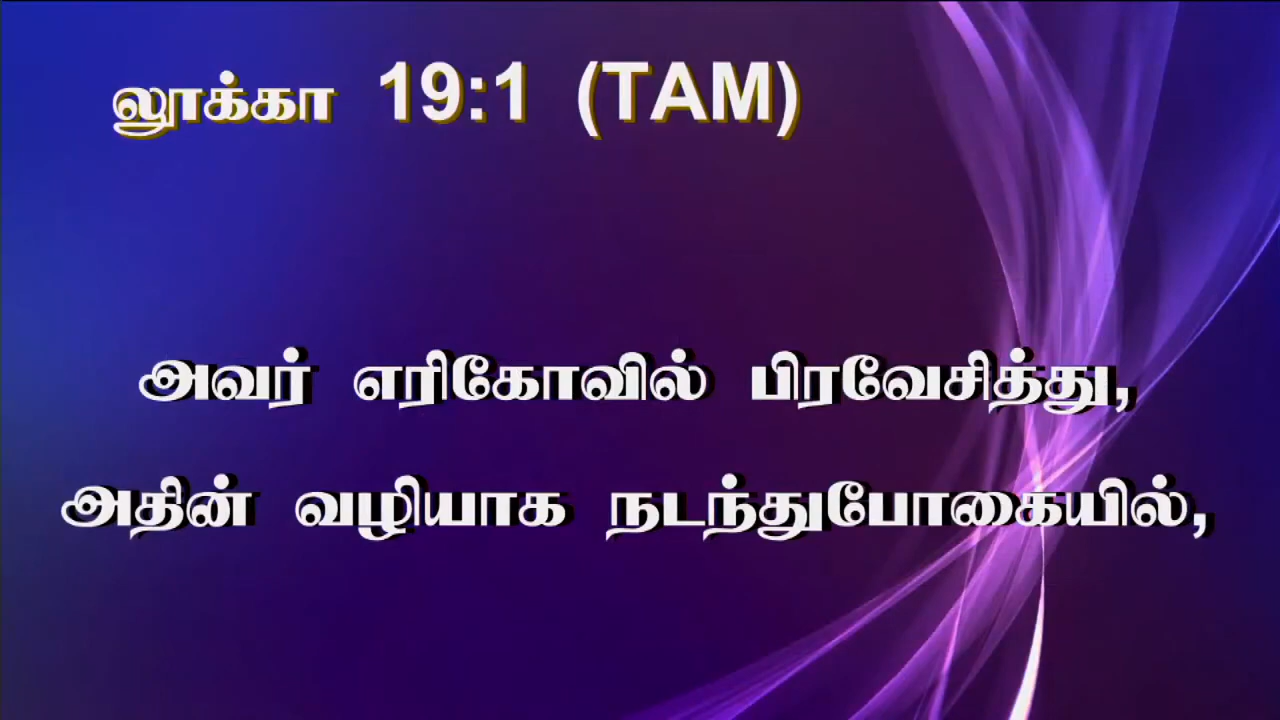 லூக்கா 19:1 (TAM)
அவர் எரிகோவில் பிரவேசித்து,
அதின் வழியாக நடந்துபோகையில்,